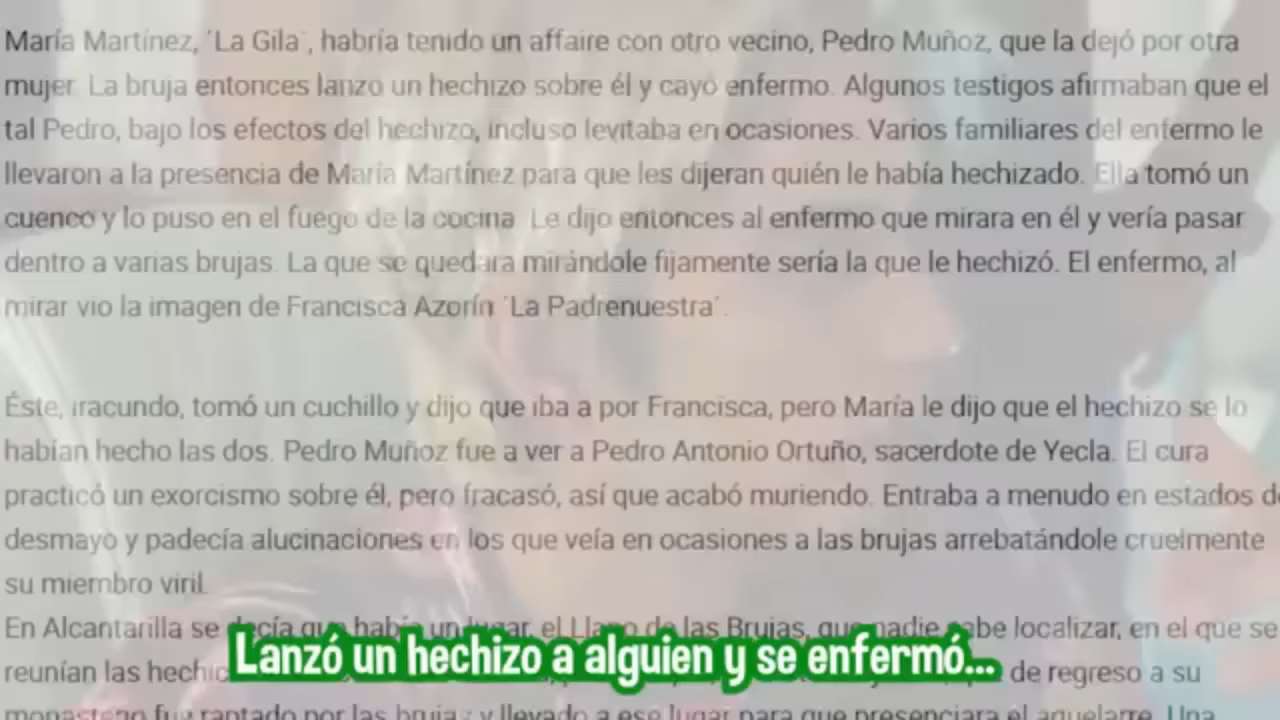 María Martínez, ´La Gila´, habría tenido un affaire con otro vecino, Pedro Muñoz, que la dejó por otra
mujer. La bruja entonces lanzó un hechizo sobre él y cayó enfermo. Algunos testigos afirmaban que el
tal Pedro, bajo los efectos del hechizo, incluso levitaba en ocasiones. Varios familiares del enfermo le
llevaron a la presencia de María Martínez para que les dijeran quién le había hechizado. Ella tomó un
cuenco y lo puso en el fuego de la cocina. Le dijo entonces al enfermo que mirara en él y vería pasar
dentro a varias brujas. La que se quedara mirándole fijamente sería la que le hechizó. El enfermo, al
mirar vio la imagen de Francisca Azorín ´La Padrenuestra´.
Éste, iracundo, tomó un cuchillo y dijo que iba a por Francisca, pero María le dijo que el hechizo se lo
habían hecho las dos. Pedro Muñoz fue a ver a Pedro Antonio Ortuño, sacerdote de Yecla. El cura
practicó un exorcismo sobre él, pero fracasó, así que acabó muriendo. Entraba a menudo en estados d
desmayo y padecía alucinaciones en los que veía en ocasiones a las brujas arrebatándole cruelmente
su miembro viril.
En Alcantarilla se decía que había un lugar, el Llano de las Brujas, que nadie sabe localizar, en el que se
reunían las hechic de regreso a su
Lanzó un hechizo a alguien y se enfermó...
monasterio fue raptado por las brujas y llevado a ese lugar para que presenciara el aquelarre. Una